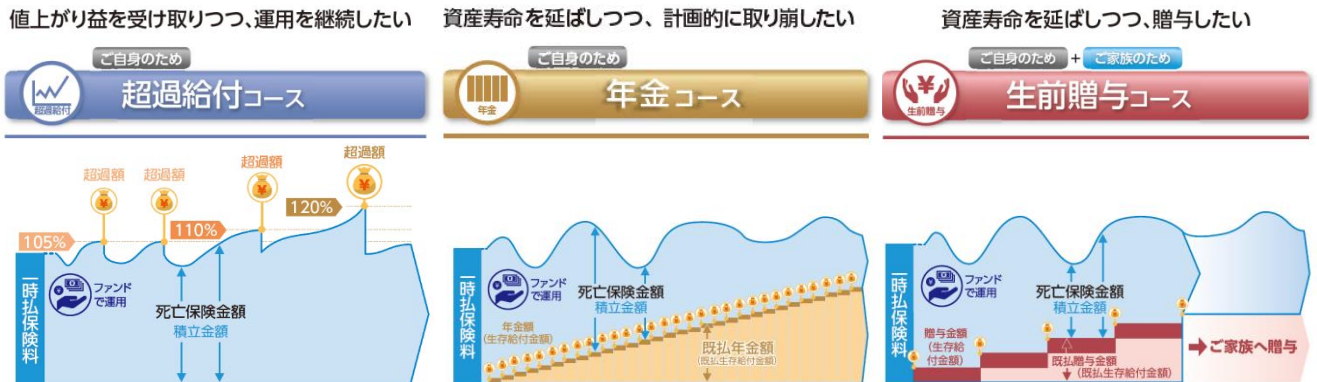 値上がり益を受け取りつつ、運用を継続したい
ご自身のため
超過給付
超過給付コース
超過額
超過額
超過額
超過額
105%
110%
120%
一時払保険料
ファンド
で運用
死亡保険金額
積立金額
資産寿命を延ばしつつ、計画的に取り崩したい
ご自身のため
年金
年金コース
一時払保険料
ファンド
で運用
死亡保険金額
積立金額
年金額
(生存給付金額)
既払年金額
(既払生存給付金額)
資産寿命を延ばしつつ、贈与したい
ご自身のため + ご家族のため
生前贈与
生前贈与コース
一時払保険料
ファンド
で運用
死亡保険金額
積立金額
贈与金額
(生存給
付金額)
既払贈与金額
(既払生存給付金額)
➡ご家族へ贈与